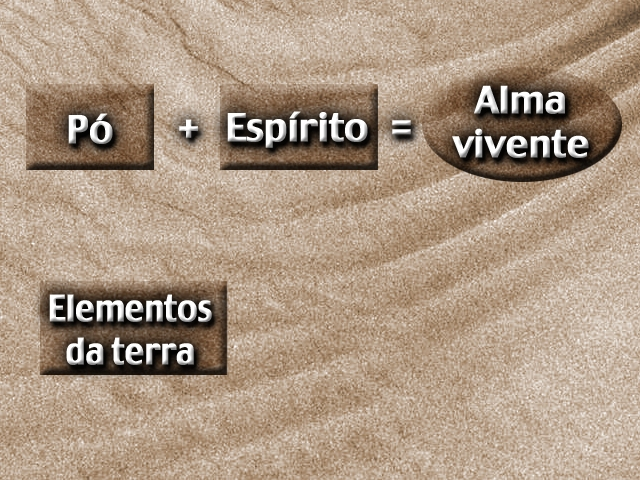 Pó + Espírito = Alma vivente
Elementos
da terra